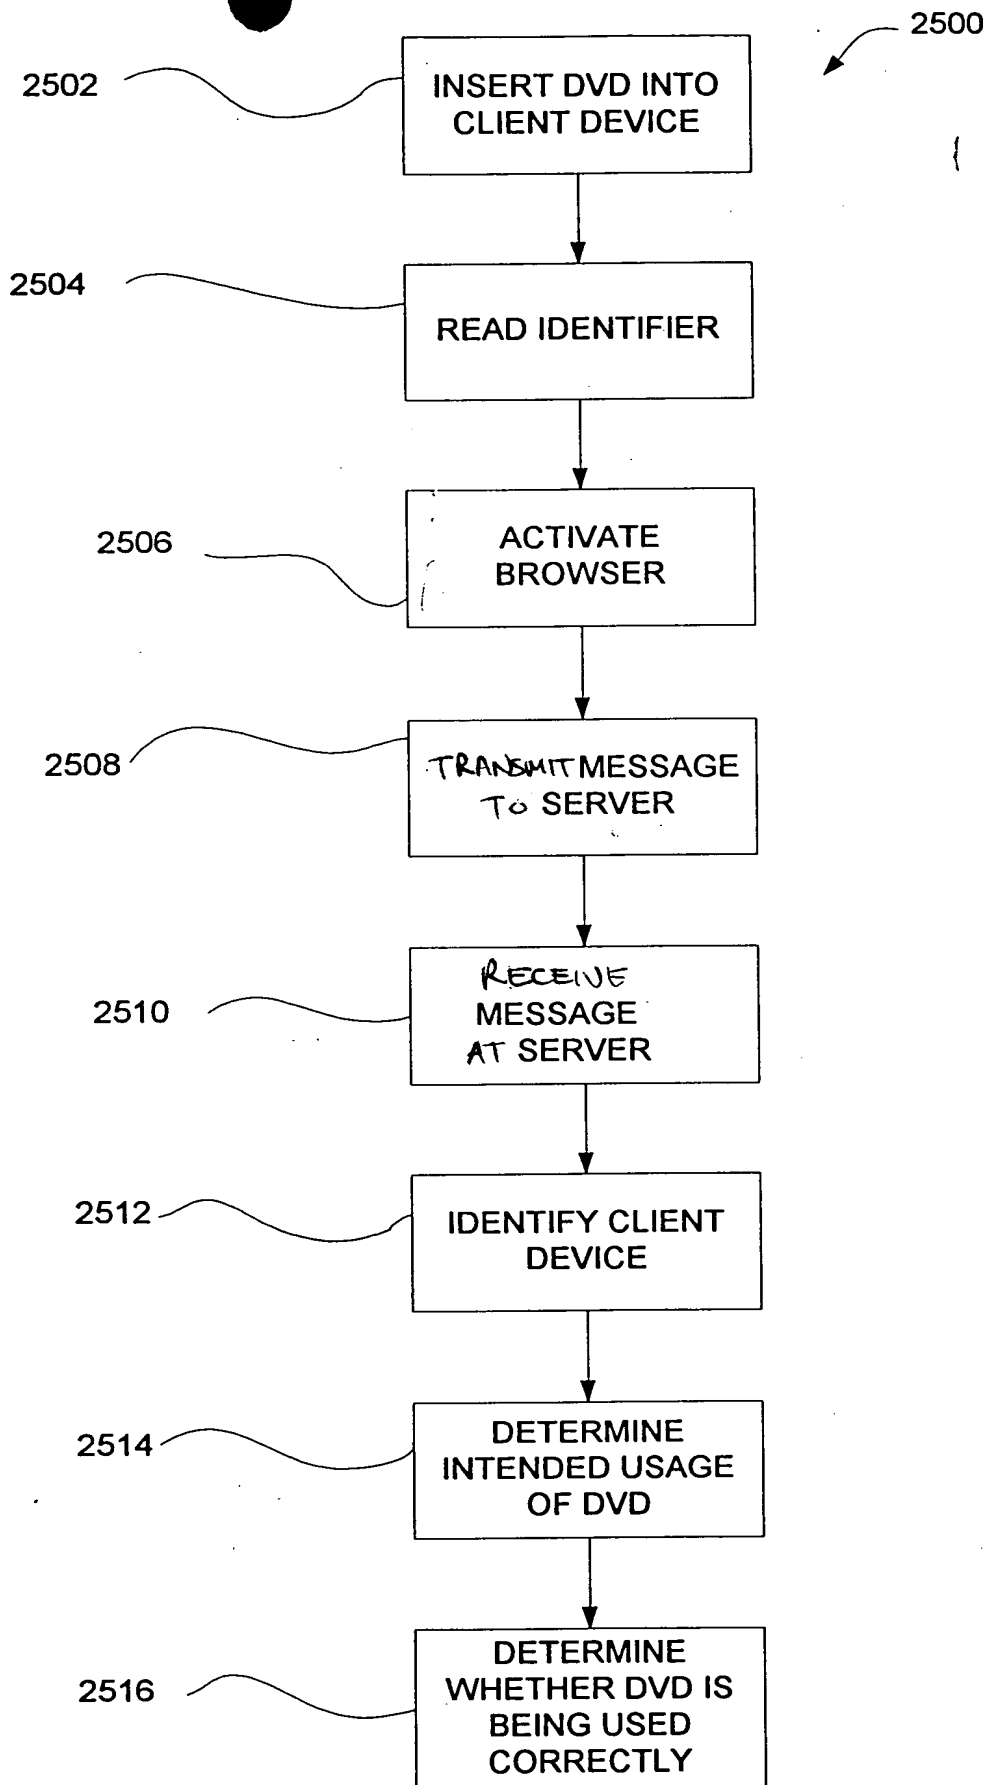 2500
2502
INSERT DVD INTO
CLIENT DEVICE
2504
READ IDENTIFIER
2506
ACTIVATE
BROWSER
2508
TRANSMIT MESSAGE
TO SERVER
2510
RECEIVE
MESSAGE
AT SERVER
2512
IDENTIFY CLIENT
DEVICE
2514
DETERMINE
INTENDED USAGE
OF DVD
2516
DETERMINE
WHETHER DVD IS
BEING USED
CORRECTLY